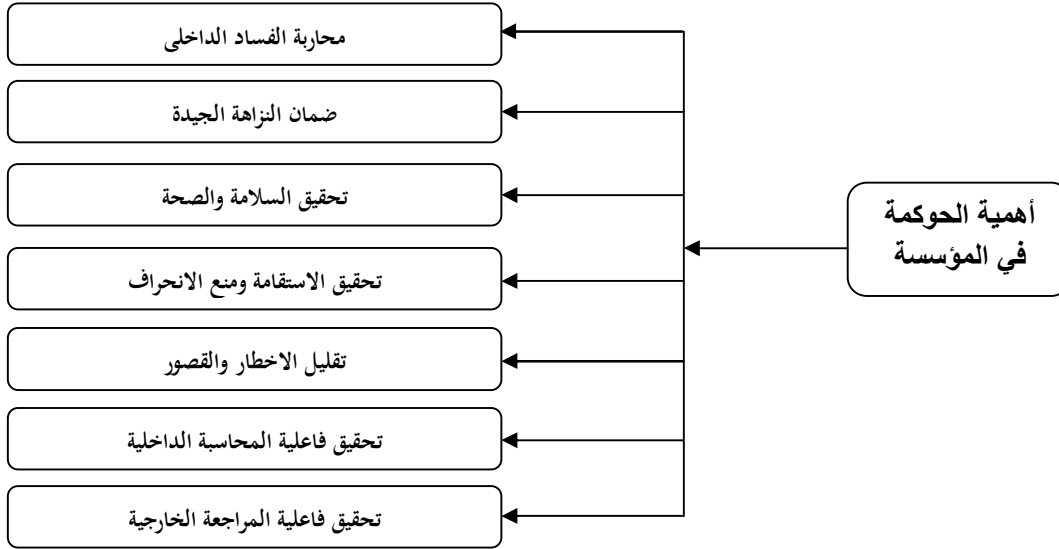 أهمية الحوكمة
في المؤسسة
محاربة الفساد الداخلى
ضمان النزاهة الجيدة
تحقيق السلامة والصحة
تحقيق الاستقامة ومنع الانحراف
تقليل الاخطار والقصور
تحقيق فاعلية المحاسبة الداخلية
تحقيق فاعلية المراجعة الخارجية